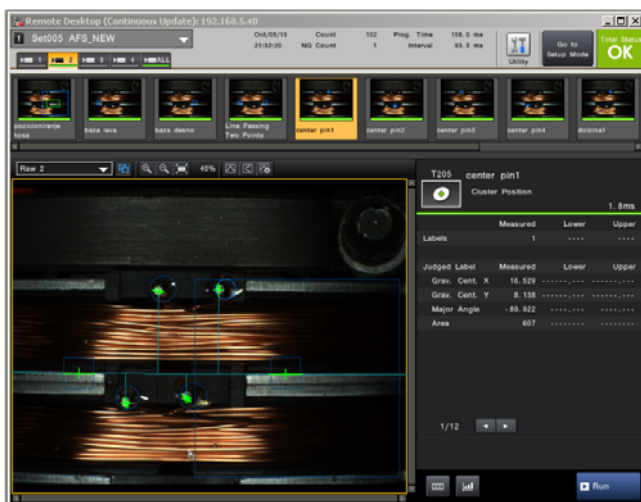 Remote Desktop (Continuous Update): 192.168.5.40
1 Set005 AFS_NEW
Oct/05/15 Count 102 Prog. Time 158.0 ms
21:32:20 NG Count 1 Interval 93.3 ms
Utility
Go to
Setup Mode
Total Status
OK
1 2 3 4 ALL
pozicioniranje
kosa
baza leva
baza desno
Line Passing
Two Points
center pin1
center pin2
center pin3
center pin4
dolzina1
Raw 2
40%
T205 center pin1
Cluster Position
1.8ms
Measured Lower Upper
Labels 1 ---- ----
Judged Label Measured Lower Upper
Grav. Cent. X 16.529 ------.--- ------.---
Grav. Cent. Y 8.138 ------.--- ------.---
Major Angle -89.922 ----.--- ----.---
Area 607 -------- --------
1/12
Run